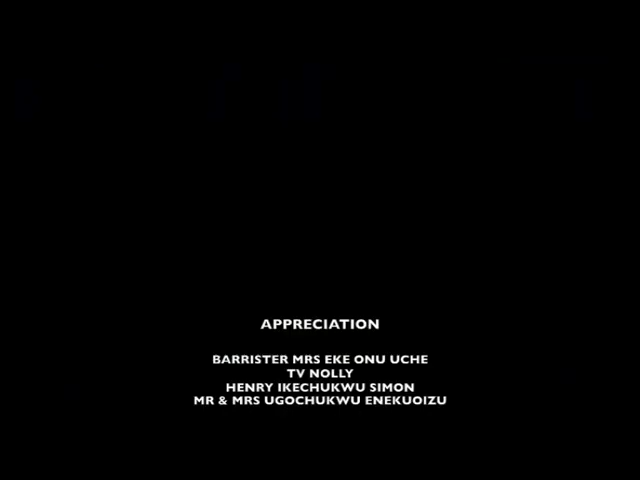 APPRECIATION
BARRISTER MRS EKE ONU UCHE
TV NOLLY
HENRY IKECHUKWU SIMON
MR & MRS UGOCHUKWU ENEKUOIZU